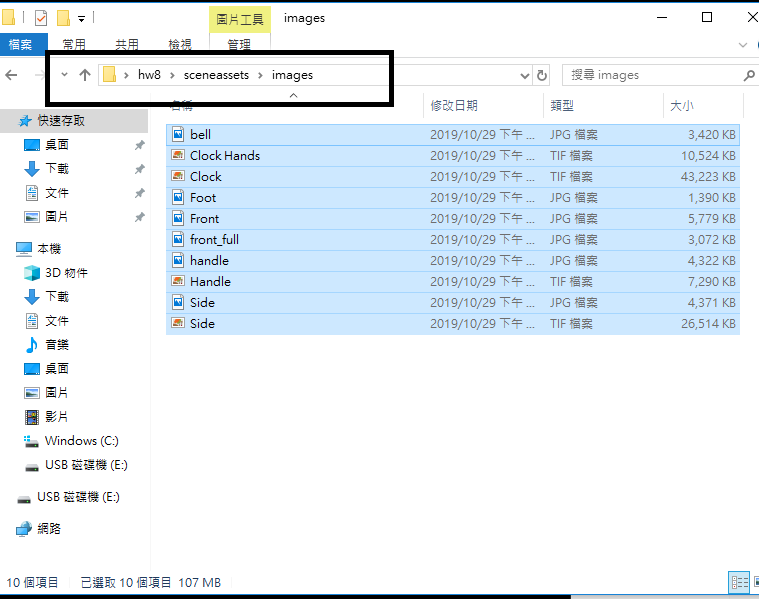 圖片工具 images
檔案 常用 共用 檢視 管理
hw8 sceneassets images
搜尋 images
修改日期 類型 大小
快速存取
桌面
下載
文件
圖片
本機
3D 物件
下載
文件
音樂
桌面
圖片
影片
Windows (C:)
USB 磁碟機 (E:)
USB 磁碟機 (E:)
網路
bell 2019/10/29 下午 ... JPG 檔案 3,420 KB
Clock Hands 2019/10/29 下午 ... TIF 檔案 10,524 KB
Clock 2019/10/29 下午 ... TIF 檔案 43,223 KB
Foot 2019/10/29 下午 ... JPG 檔案 1,390 KB
Front 2019/10/29 下午 ... JPG 檔案 5,779 KB
front_full 2019/10/29 下午 ... JPG 檔案 3,072 KB
handle 2019/10/29 下午 ... JPG 檔案 4,322 KB
Handle 2019/10/29 下午 ... TIF 檔案 7,290 KB
Side 2019/10/29 下午 ... JPG 檔案 4,371 KB
Side 2019/10/29 下午 ... TIF 檔案 26,514 KB
10 個項目 已選取 10 個項目 107 MB